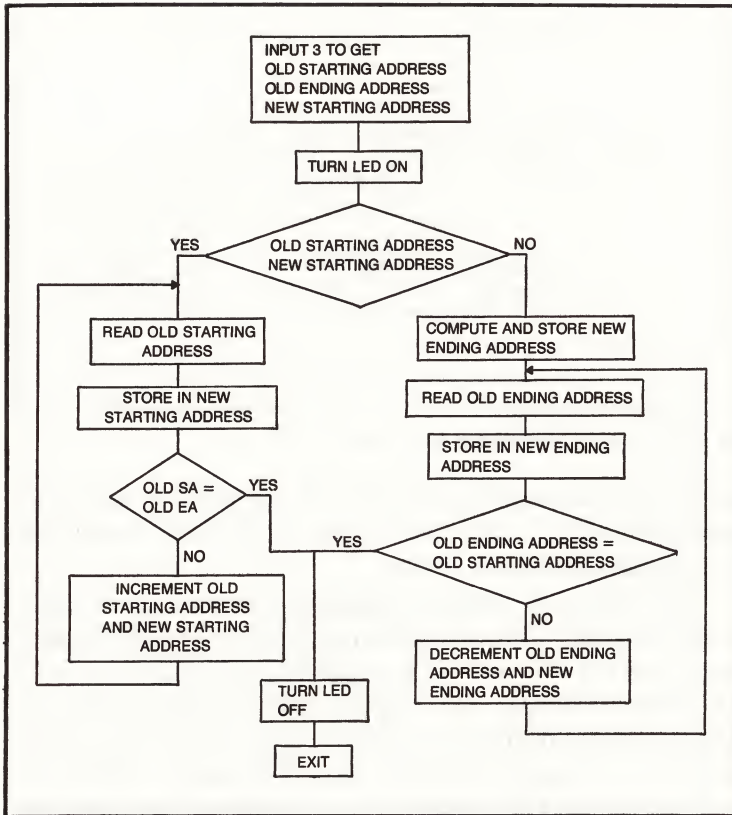 INPUT 3 TO GET
OLD STARTING ADDRESS
OLD ENDING ADDRESS
NEW STARTING ADDRESS
TURN LED ON
YES
OLD STARTING ADDRESS
NEW STARTING ADDRESS
NO
READ OLD STARTING
ADDRESS
STORE IN NEW
STARTING ADDRESS
OLD SA =
OLD EA
YES
NO
INCREMENT OLD
STARTING ADDRESS
AND NEW STARTING
ADDRESS
COMPUTE AND STORE NEW
ENDING ADDRESS
READ OLD ENDING ADDRESS
STORE IN NEW ENDING
ADDRESS
YES
OLD ENDING ADDRESS =
OLD STARTING ADDRESS
NO
DECREMENT OLD ENDING
ADDRESS AND NEW
ENDING ADDRESS
TURN LED
OFF
EXIT